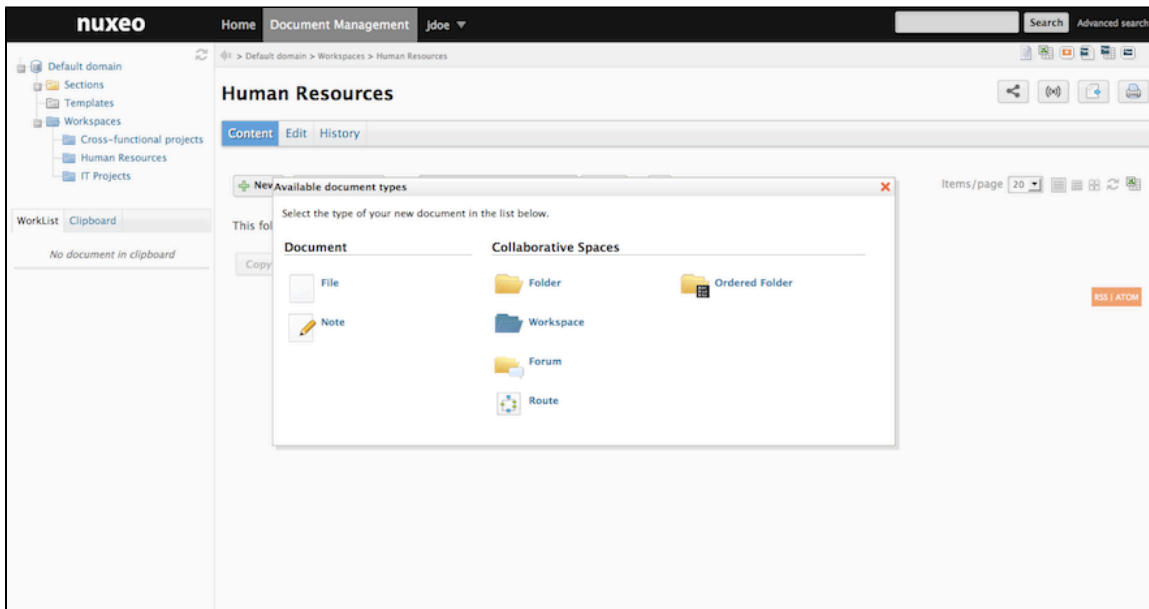 nuxeo
Home Document Management jdoe
Search Advanced search
> Default domain > Workspaces > Human Resources
Default domain
Sections
Templates
Workspaces
Cross-functional projects
Human Resources
IT Projects
WorkList Clipboard
No document in clipboard
Human Resources
Content Edit History
New
Items/page 20
This fol
Copy
Available document types
Select the type of your new document in the list below.
Document
File
Note
Collaborative Spaces
Folder
Ordered Folder
Workspace
Forum
Route
RSS | ATOM